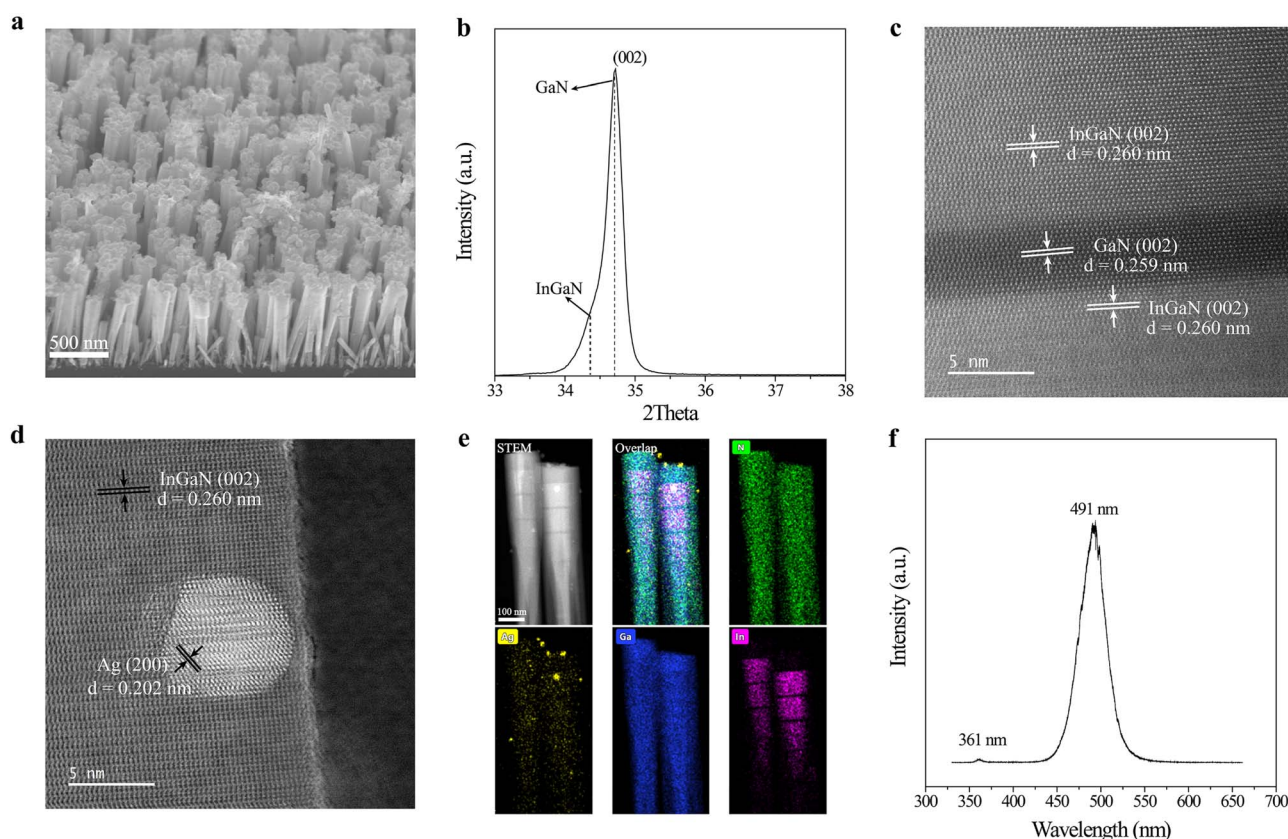 a
500 nm
b
(002)
GaN
InGaN
Intensity (a.u.)
33 34 35 36 37 38
2Theta
c
InGaN (002)
d = 0.260 nm
GaN (002)
d = 0.259 nm
InGaN (002)
d = 0.260 nm
5 nm
d
InGaN (002)
d = 0.260 nm
Ag (200)
d = 0.202 nm
5 nm
e
STEM
100 nm
Overlap
N
Ag
Ga
In
f
491 nm
361 nm
Intensity (a.u.)
300 350 400 450 500 550 600 650 700
Wavelength (nm)